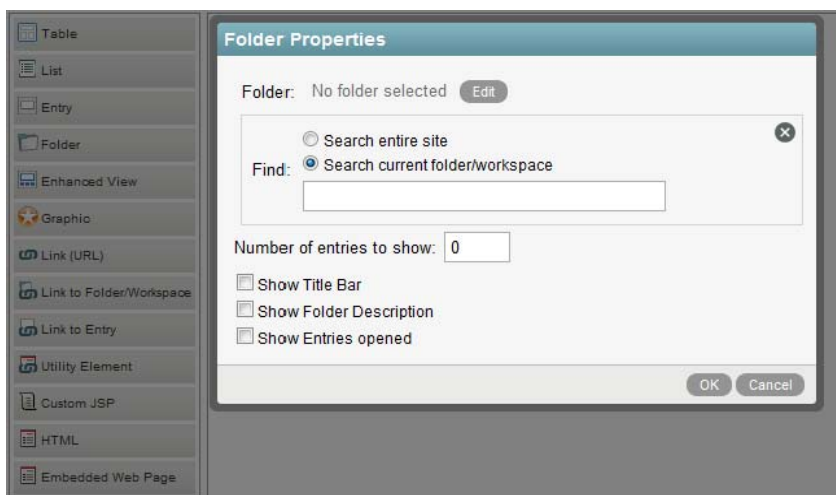 Table
List
Entry
Folder
Enhanced View
Graphic
Link (URL)
Link to Folder/Workspace
Link to Entry
Utility Element
Custom JSP
HTML
Embedded Web Page
Folder Properties
Folder: No folder selected Edit
Search entire site
Find: Search current folder/workspace
Number of entries to show: 0
Show Title Bar
Show Folder Description
Show Entries opened
OK Cancel